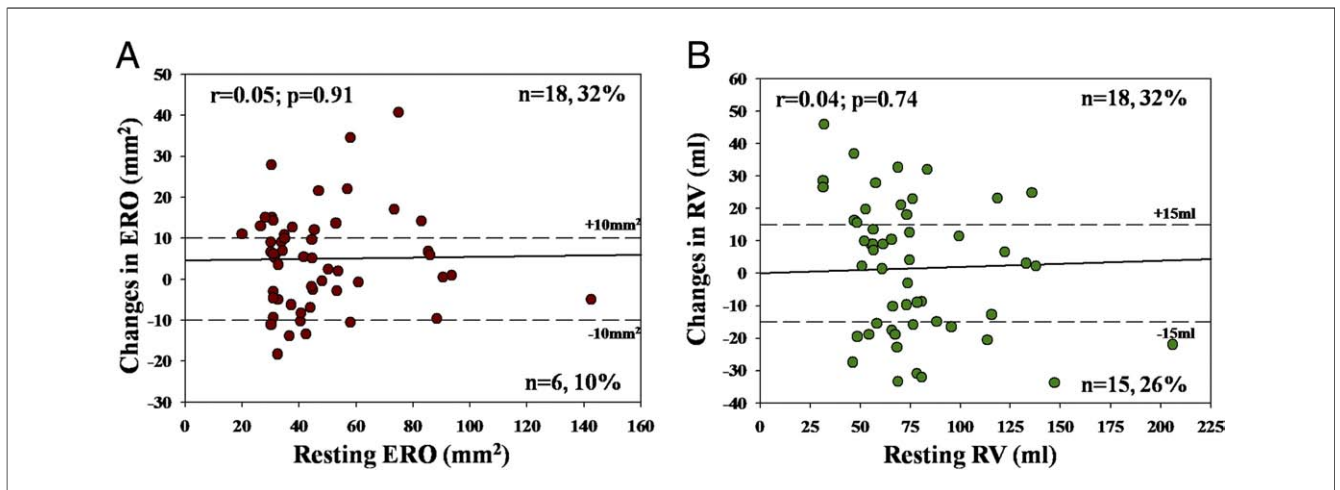 A
B
r=0.05; p=0.91
n=18, 32%
50
40
30
20
10
0
-10
-20
-30
+10mm²
-10mm²
n=6, 10%
0 20 40 60 80 100 120 140 160
Changes in ERO (mm²)
Resting ERO (mm²)
r=0.04; p=0.74
n=18, 32%
60
50
40
30
20
10
0
-10
-20
-30
-40
+15ml
-15ml
n=15, 26%
0 25 50 75 100 125 150 175 200 225
Changes in RV (ml)
Resting RV (ml)